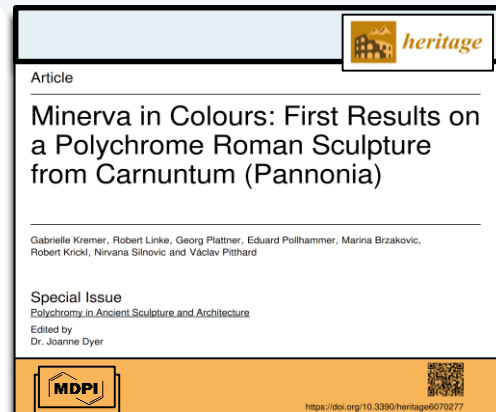 heritage
Article
Minerva in Colours: First Results on
a Polychrome Roman Sculpture
from Carnuntum (Pannonia)
Gabrielle Kremer, Robert Linke, Georg Plattner, Eduard Pollhammer, Marina Brzakovic,
Robert Krickl, Nirvana Silnovic and Václav Pitthard
Special Issue
Polychromy in Ancient Sculpture and Architecture
Edited by
Dr. Joanne Dyer
MDPI
https://doi.org/10.3390/heritage6070277